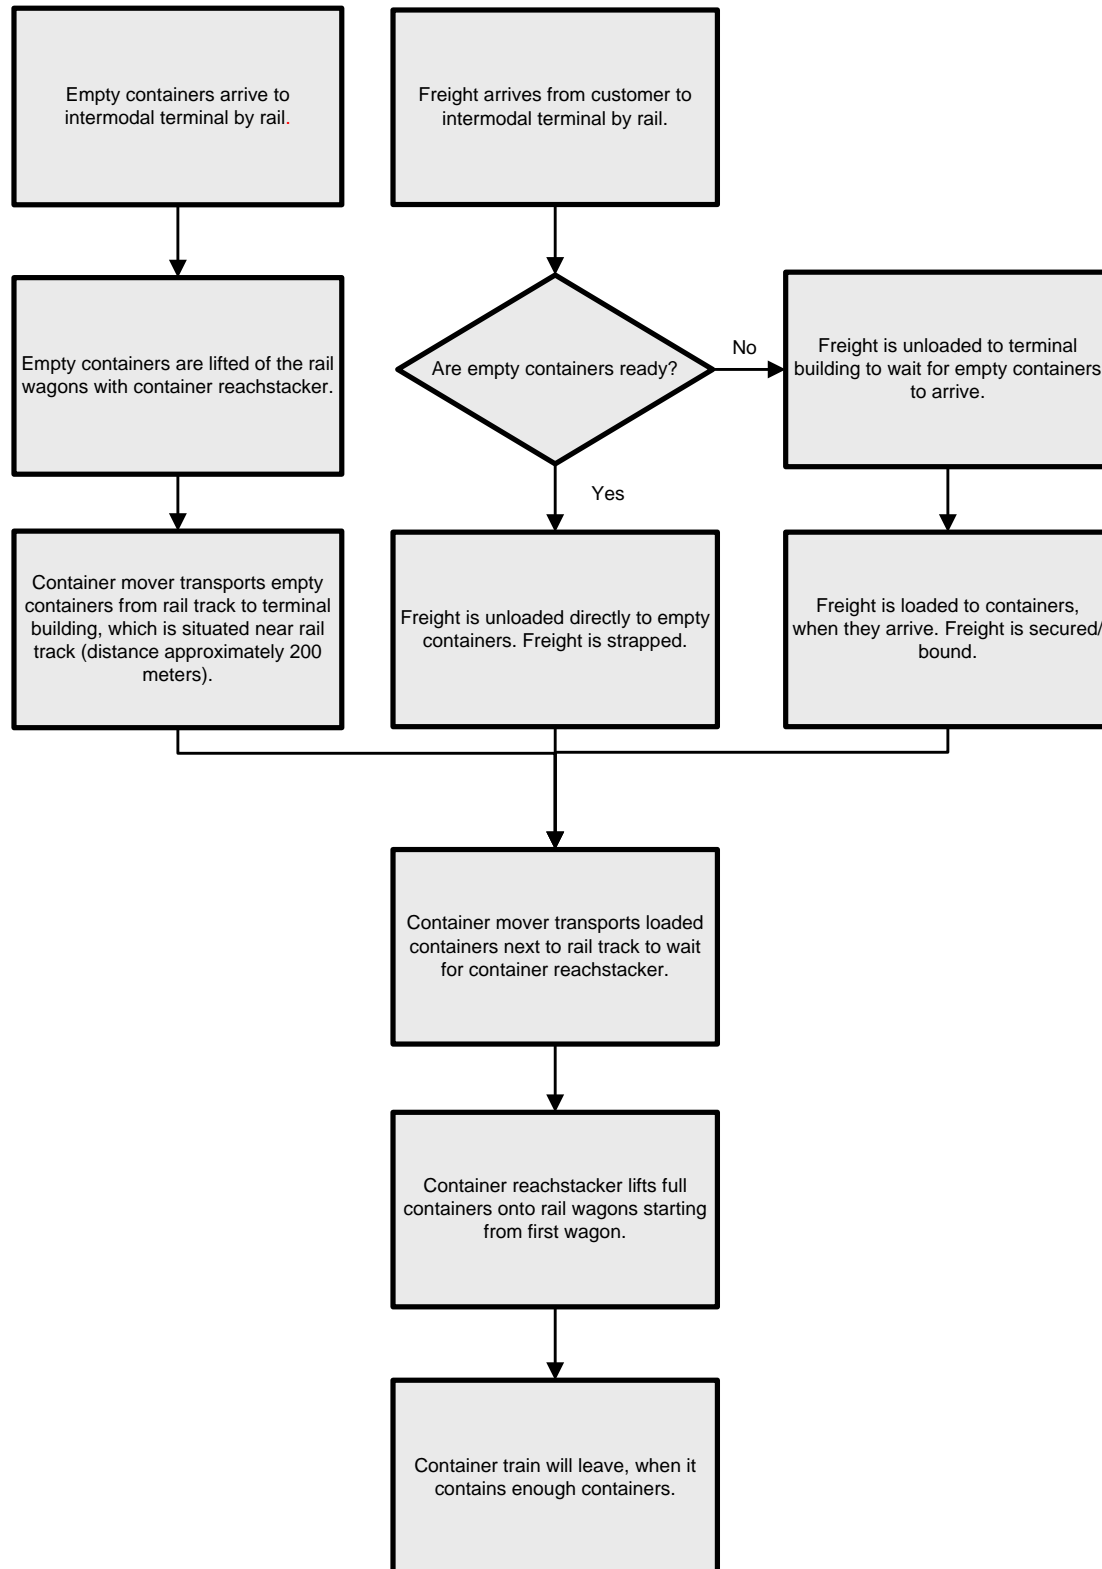 Empty containers arrive to
intermodal terminal by rail.
Freight arrives from customer to
intermodal terminal by rail.
Empty containers are lifted of the rail
wagons with container reachstacker.
Are empty containers ready?
No
Freight is unloaded to terminal
building to wait for empty containers
to arrive.
Yes
Container mover transports empty
containers from rail track to terminal
building, which is situated near rail
track (distance approximately 200
meters).
Freight is unloaded directly to empty
containers. Freight is strapped.
Freight is loaded to containers,
when they arrive. Freight is secured/
bound.
Container mover transports loaded
containers next to rail track to wait
for container reachstacker.
Container reachstacker lifts full
containers onto rail wagons starting
from first wagon.
Container train will leave, when it
contains enough containers.